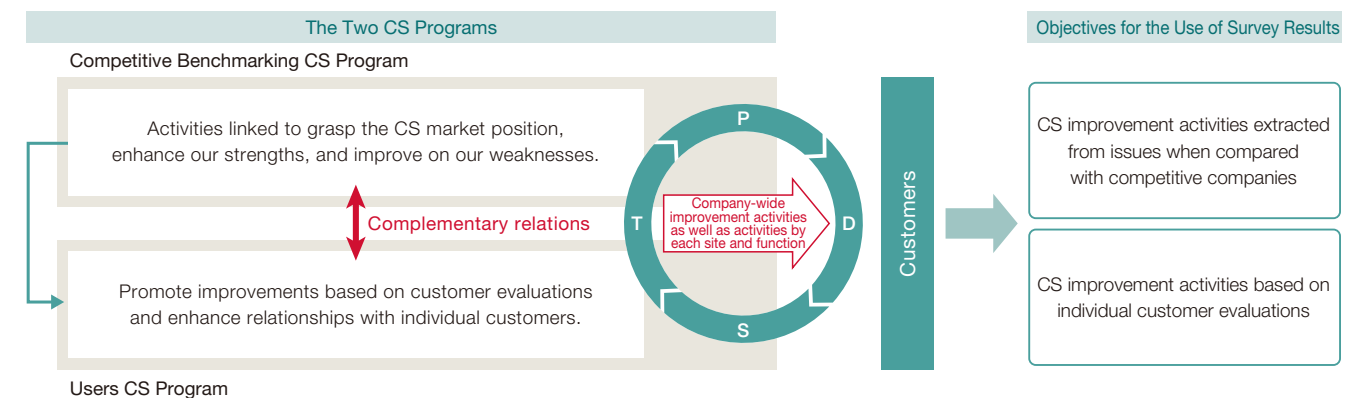 The Two CS Programs
Objectives for the Use of Survey Results
Competitive Benchmarking CS Program
Activities linked to grasp the CS market position,
enhance our strengths, and improve on our weaknesses.
Complementary relations
Promote improvements based on customer evaluations
and enhance relationships with individual customers.
Users CS Program
P
D
S
T
Company-wide
improvement activities
as well as activities by
each site and function
Customers
CS improvement activities extracted
from issues when compared
with competitive companies
CS improvement activities based on
individual customer evaluations